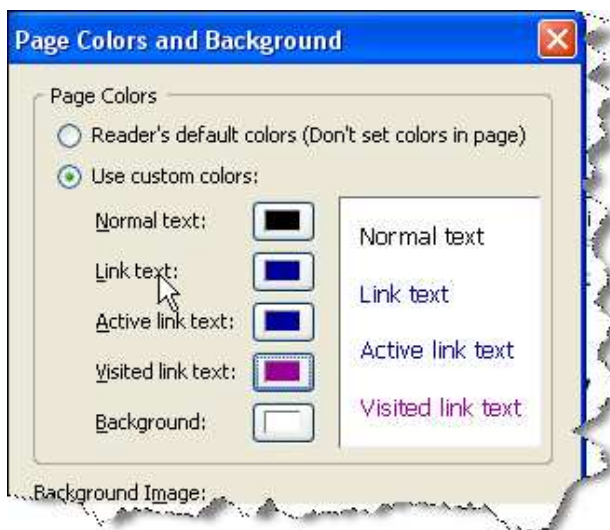 Page Colors and Background
Page Colors
Reader's default colors (Don't set colors in page)
Use custom colors:
Normal text:
Link text:
Active link text:
Visited link text:
Background:
Normal text
Link text
Active link text
Visited link text
Background Image: